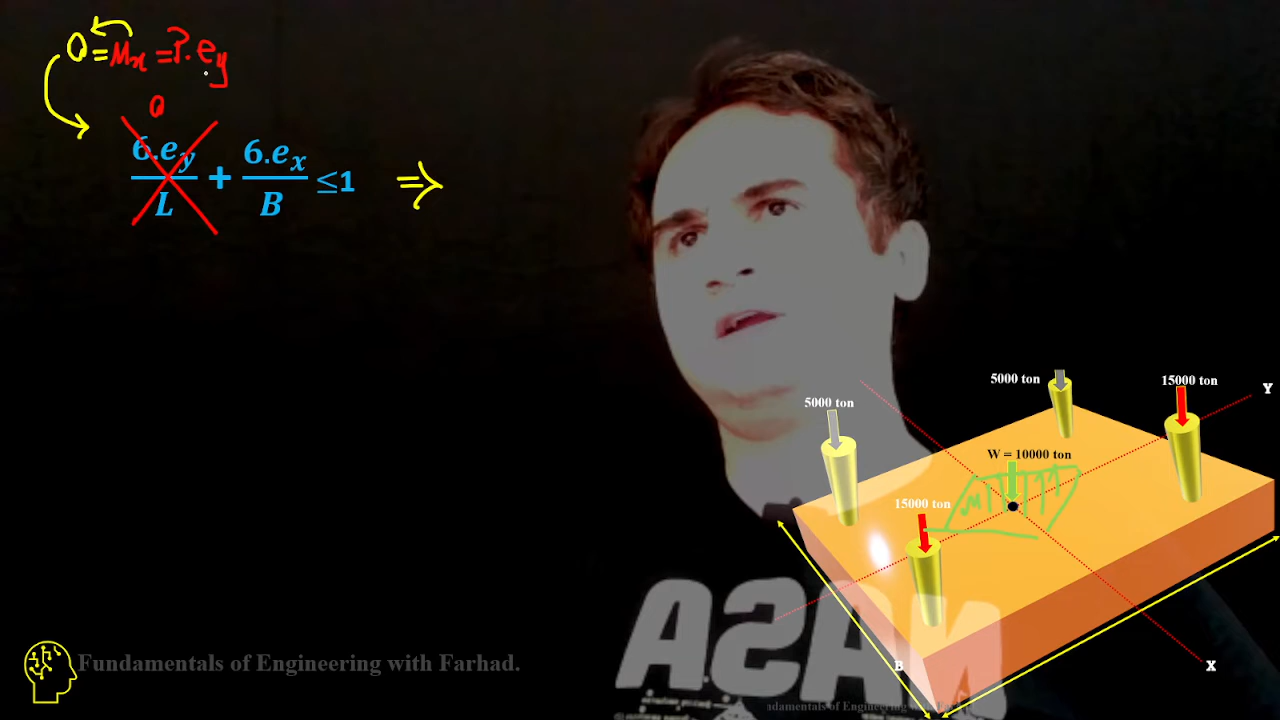 0 = Mx = P.ey
0
6.ey/L + 6.ex/B ≤1 ⇒
5000 ton
15000 ton
Y
5000 ton
W = 10000 ton
M
15000 ton
NASA
B
X
Fundamentals of Engineering with Farhad.